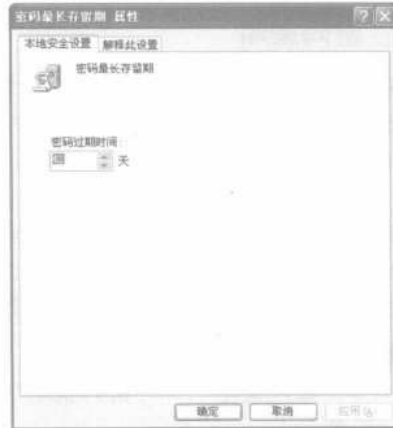 密码最长存留期 属性
本地安全设置 解释此设置
密码最长存留期
密码过期时间:
天
确定 取消 应用(A)